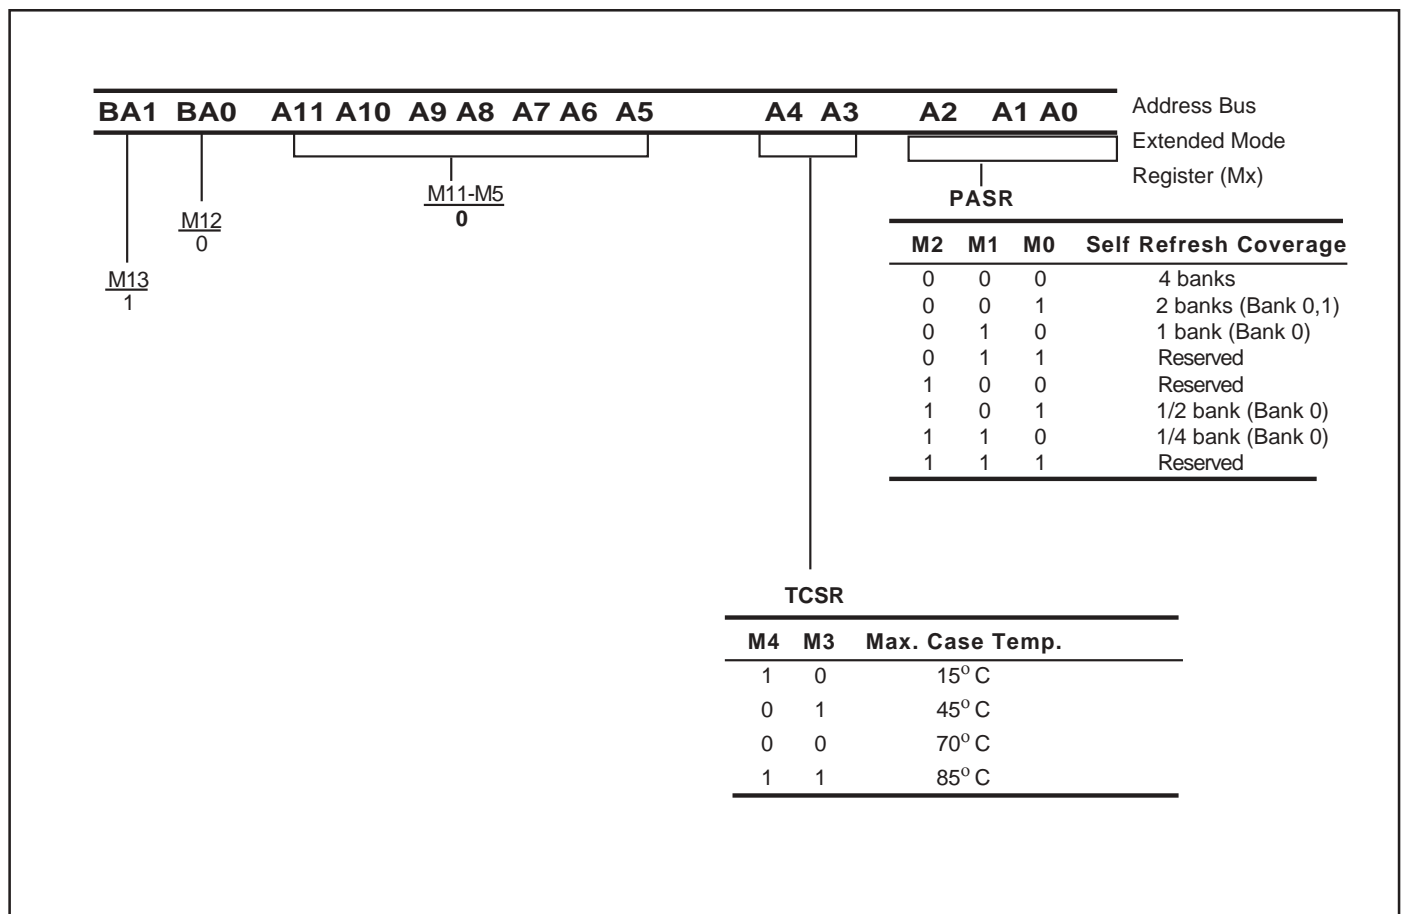 BA1 BA0 A11 A10 A9 A8 A7 A6 A5 A4 A3 A2 A1 A0 Address Bus
Extended Mode
Register (Mx)
M11-M5
0
M12
0
M13
1
PASR
M2 M1 M0 Self Refresh Coverage
0 0 0 4 banks
0 0 1 2 banks (Bank 0,1)
0 1 0 1 bank (Bank 0)
0 1 1 Reserved
1 0 0 Reserved
1 0 1 1/2 bank (Bank 0)
1 1 0 1/4 bank (Bank 0)
1 1 1 Reserved
TCSR
M4 M3 Max. Case Temp.
1 0 15º C
0 1 45º C
0 0 70º C
1 1 85º C